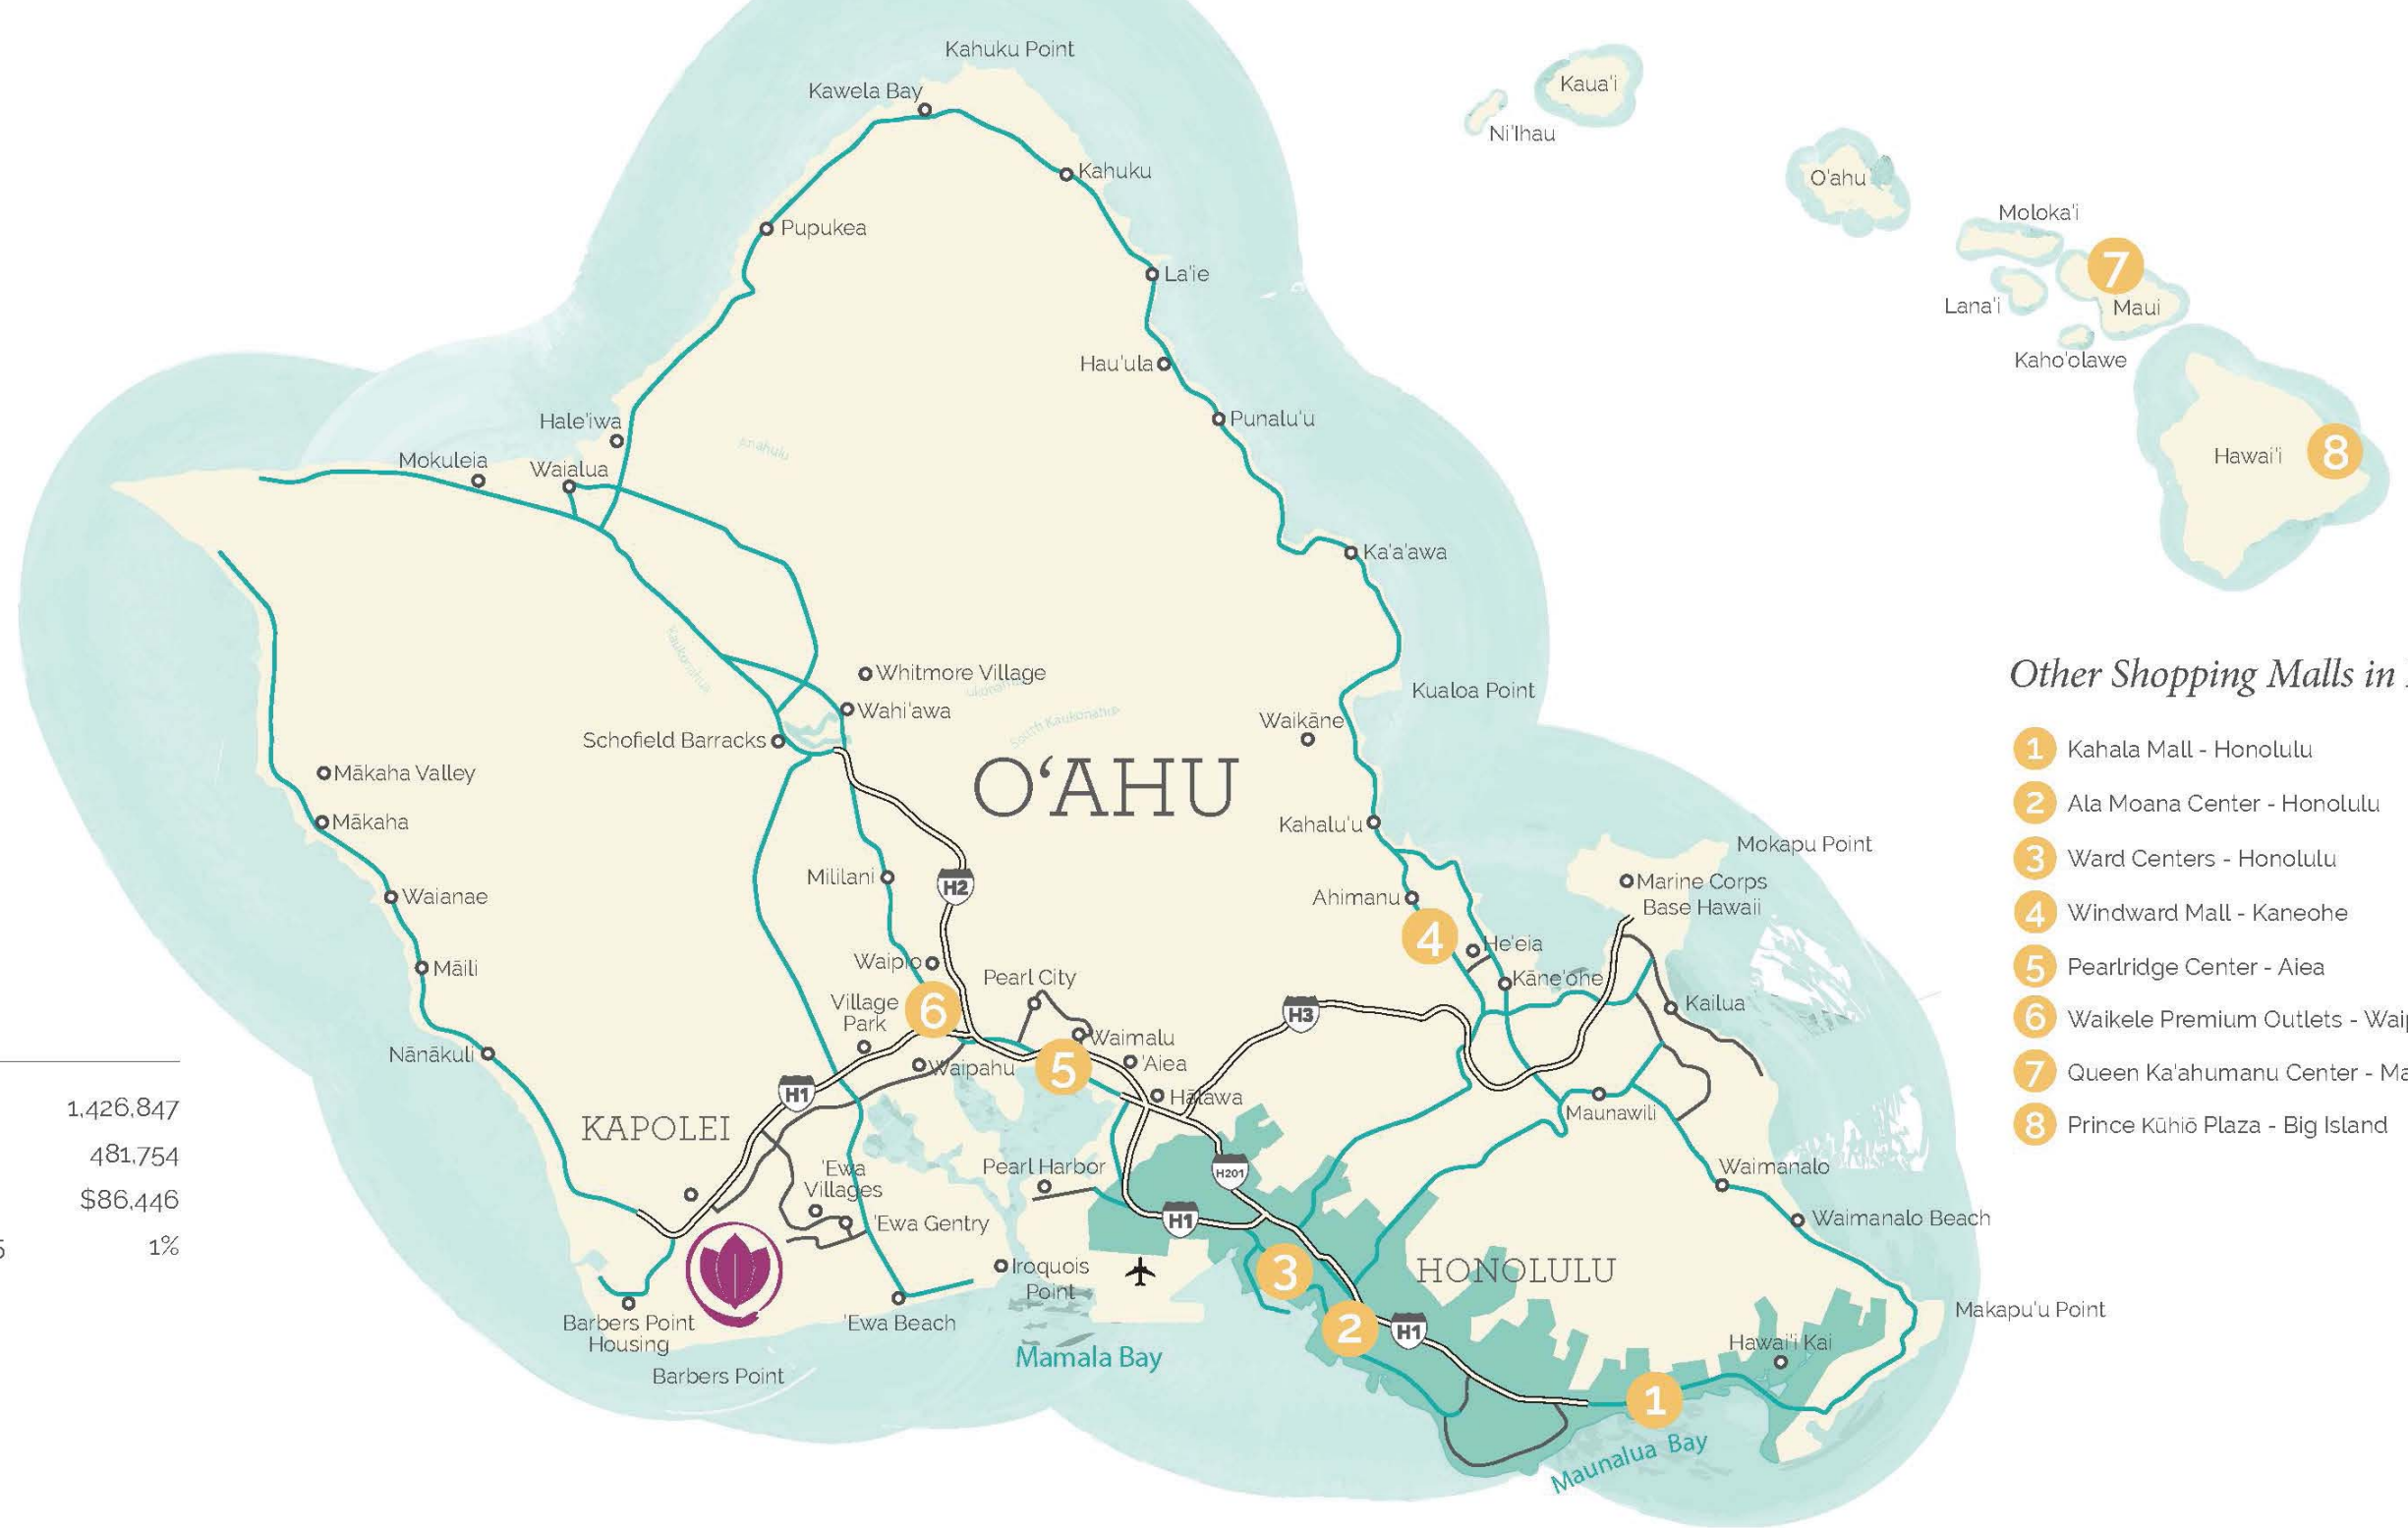 Kahuku Point
Kawela Bay
Kahuku
Pupukea
La'ie
Hau'ula
Punalu'u
Hale'iwa
Anahulu
Mokuleia
Waialua
Ka'a'awa
Kaukonahua
Whitmore Village
Wahi'awa
South Kaukonahua
Kualoa Point
Waikāne
Schofield Barracks
O‘AHU
Mākaha Valley
Mākaha
Kahalu'u
Mokapu Point
Mililani
H2
Marine Corps
Base Hawaii
Waianae
Ahimanu
4
He'eia
Māili
Waipio
Pearl City
Kāne'ohe
Village
Park
6
H3
Kailua
Waimalu
Nānākuli
Waipahu
5
'Aiea
H1
Hālawa
Maunawili
KAPOLEI
'Ewa
Villages
Pearl Harbor
H201
Waimanalo
'Ewa Gentry
H1
Waimanalo Beach
Iroquois
Point
3
HONOLULU
Barbers Point
Housing
'Ewa Beach
2
H1
Makapu'u Point
Mamala Bay
Hawai'i Kai
Barbers Point
1
Maunalua Bay
Kaua'i
Ni'Ihau
O'ahu
Moloka'i
7
Lana'i
Maui
Kaho'olawe
Hawai'i
8
Other Shopping Malls in
1 Kahala Mall - Honolulu
2 Ala Moana Center - Honolulu
3 Ward Centers - Honolulu
4 Windward Mall - Kaneohe
5 Pearlridge Center - Aiea
6 Waikele Premium Outlets -
7 Queen Ka'ahumanu Center -
8 Prince Kūhiō Plaza - Big Island
1,426,847
481,754
$86,446
1%